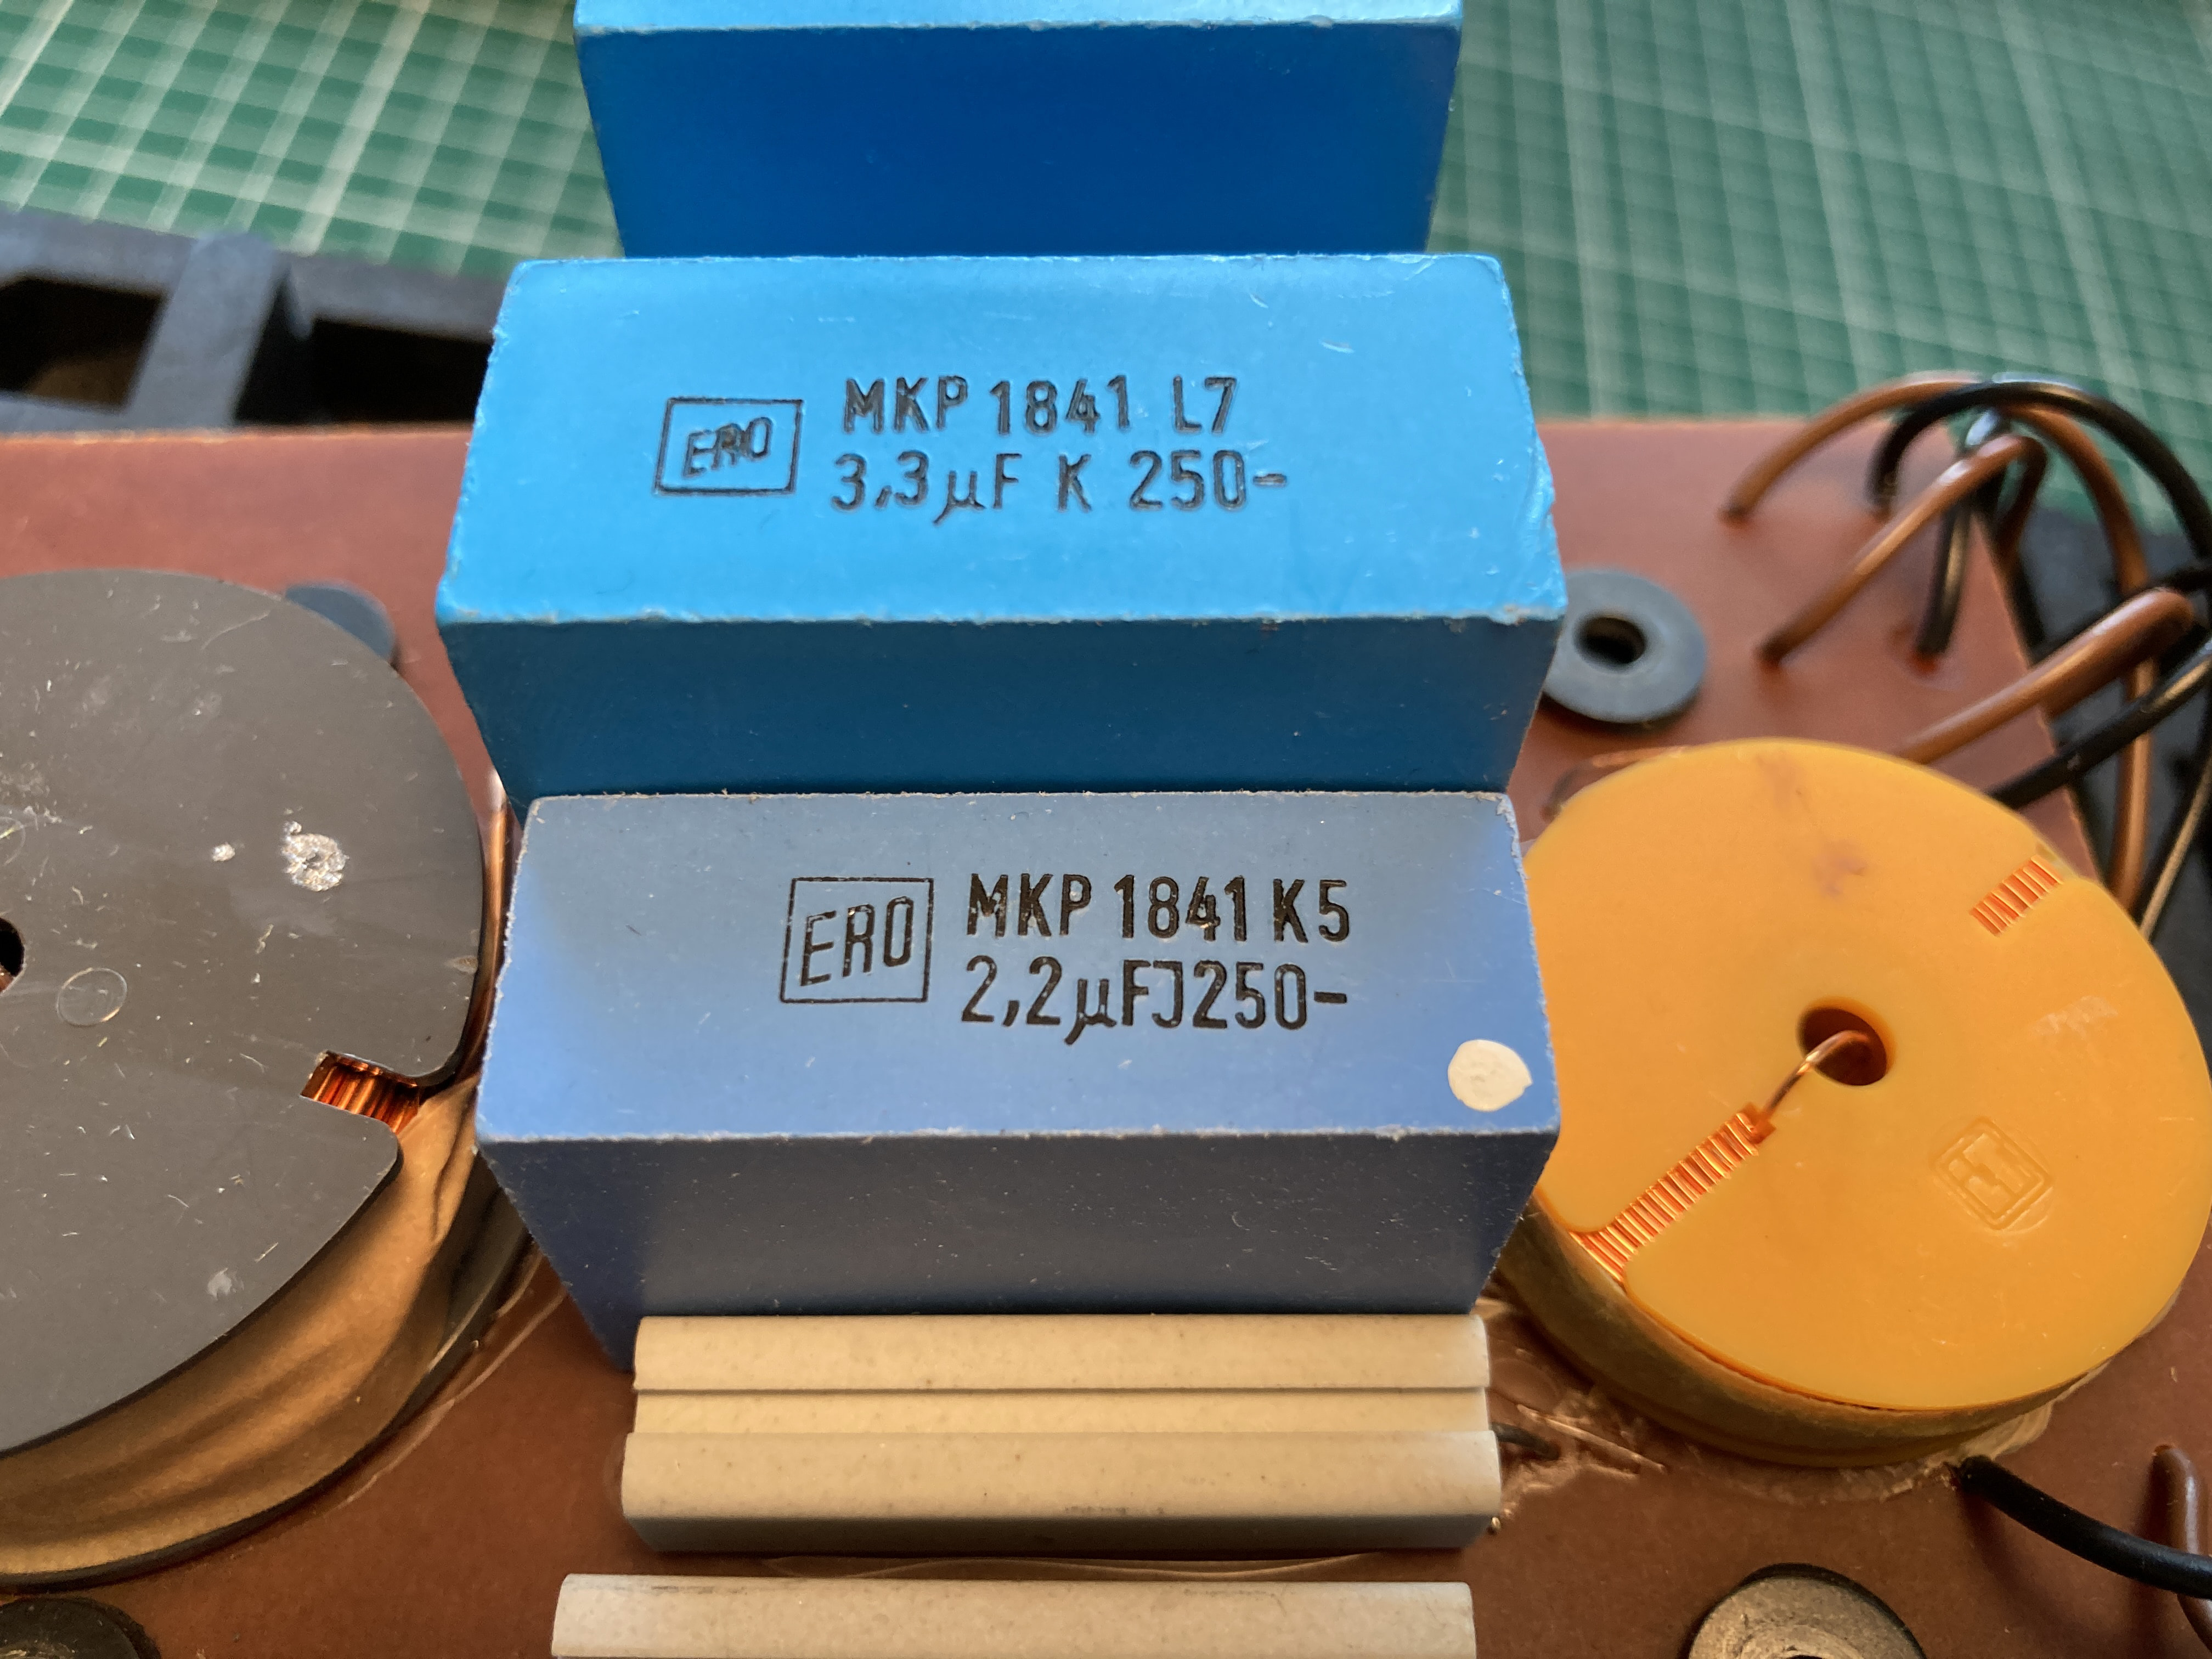 ERO
MKP 1841 L7
3,3µF K 250-
ERO
MKP 1841 K5
2,2µFJ250-